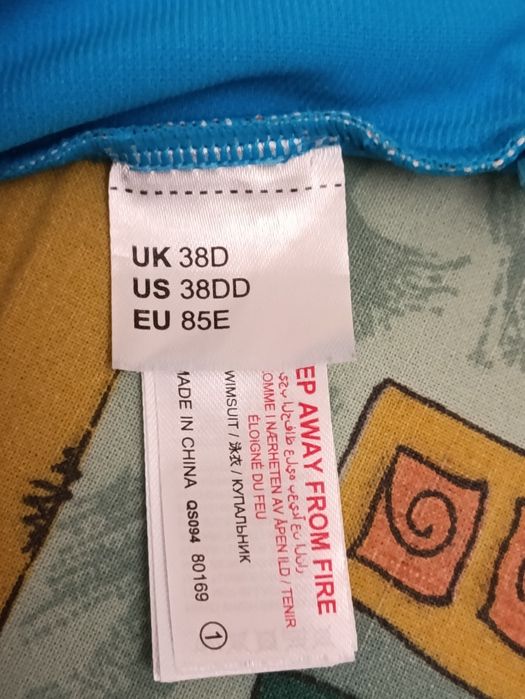 UK 38D
US 38DD
EU 85E
EP AWAY FROM FIRE
OMME I NÆRHETEN AV ÅPEN ILD / TENIR
ÉLOIGNÉ DU FEU
WIMSUIT / 泳衣 / КУПАЛЬНИК
MADE IN CHINA QS094 80169
1